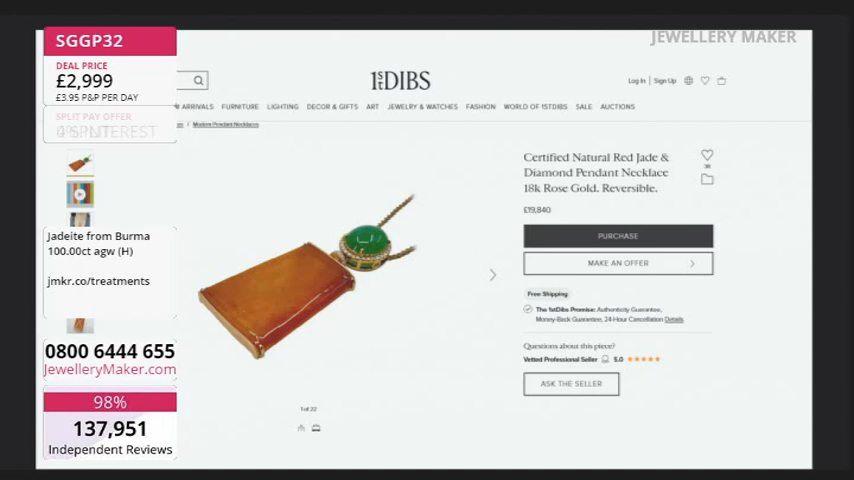 SGGP32
DEAL PRICE
£2,999
£3.95 P&P PER DAY
SPLIT PAY OFFER
Jadeite from Burma
100.00ct agw (H)
jmkr.co/treatments
0800 6444 655
JewelleryMaker.com
98%
137,951
Independent Reviews
JEWELLERY MAKER
1stDIBS
Log In | Sign Up
W ARRIVALS FURNITURE LIGHTING DECOR & GIFTS ART JEWELRY & WATCHES FASHION WORLD OF 1STDIBS SALE AUCTIONS
/ Modern Pendant Necklaces
Certified Natural Red Jade &
Diamond Pendant Necklace
18k Rose Gold. Reversible.
£19,840
PURCHASE
MAKE AN OFFER
Free Shipping
The 1stDibs Promise: Authenticity Guarantee,
Money-Back Guarantee, 24-Hour Cancellation Details
Questions about this piece?
Vetted Professional Seller 5.0
ASK THE SELLER
1 of 22